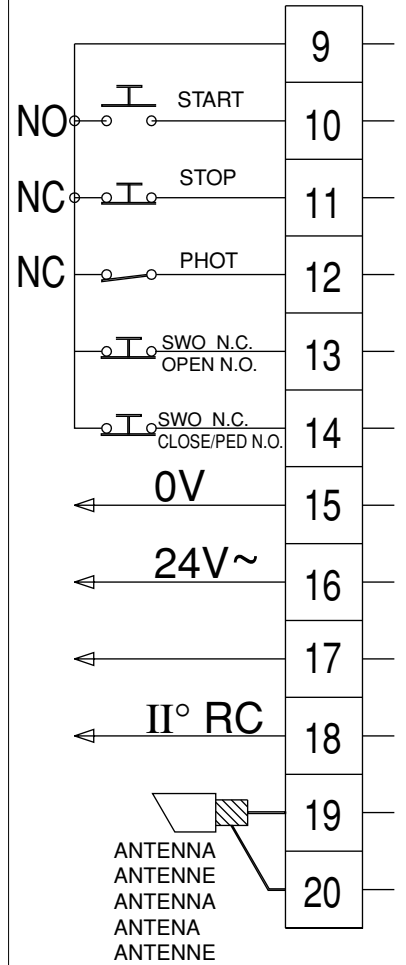 9
NO START 10
NC STOP 11
NC PHOT 12
SWO N.C.
OPEN N.O. 13
SWO N.C.
CLOSE/PED N.O. 14
0V 15
24V~ 16
17
II° RC 18
19
ANTENNA
ANTENNE
ANTENNA
ANTENA
ANTENNE
20